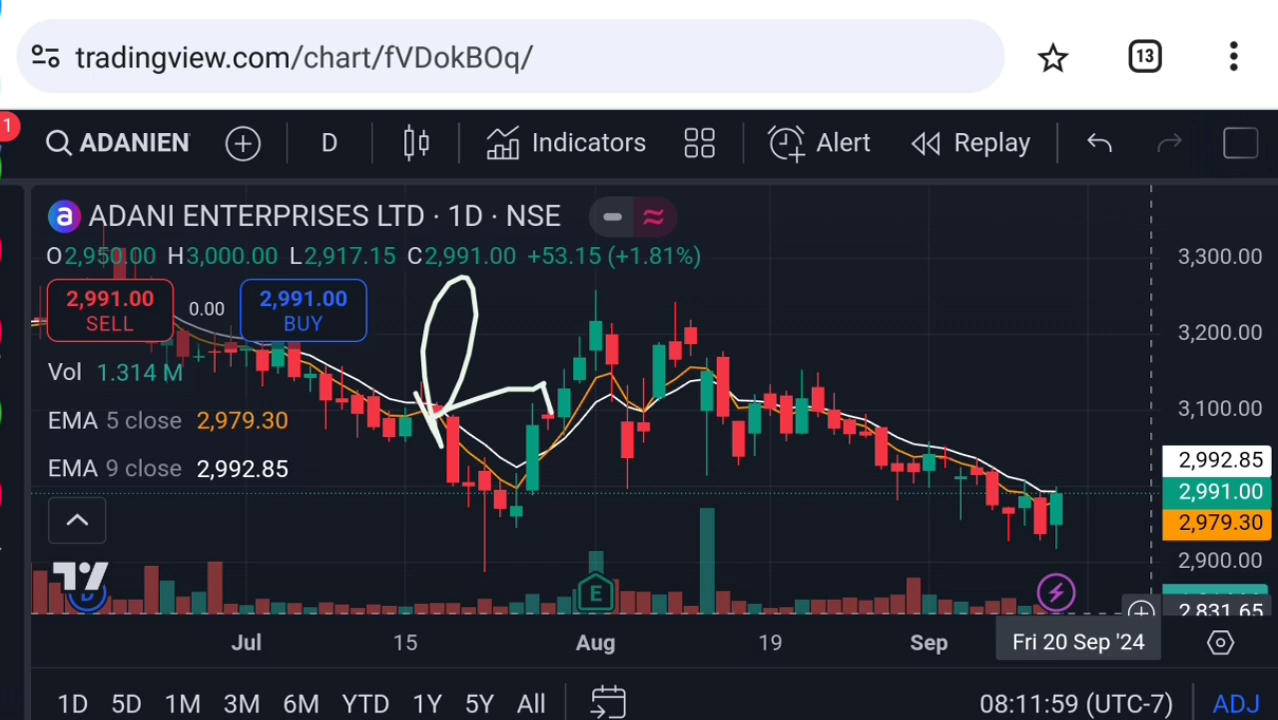 tradingview.com/chart/fVDokBOq/
13
1
ADANIEN
D
Indicators
Alert
Replay
a ADANI ENTERPRISES LTD · 1D · NSE
O2,950.00 H3,000.00 L2,917.15 C2,991.00 +53.15 (+1.81%)
2,991.00
SELL
0.00
2,991.00
BUY
Vol 1.314 M
EMA 5 close 2,979.30
EMA 9 close 2,992.85
3,300.00
3,200.00
3,100.00
2,992.85
2,991.00
2,979.30
2,900.00
2,831.65
D
E
Jul
15
Aug
19
Sep
Fri 20 Sep '24
1D
5D
1M
3M
6M
YTD
1Y
5Y
All
08:11:59 (UTC-7)
ADJ